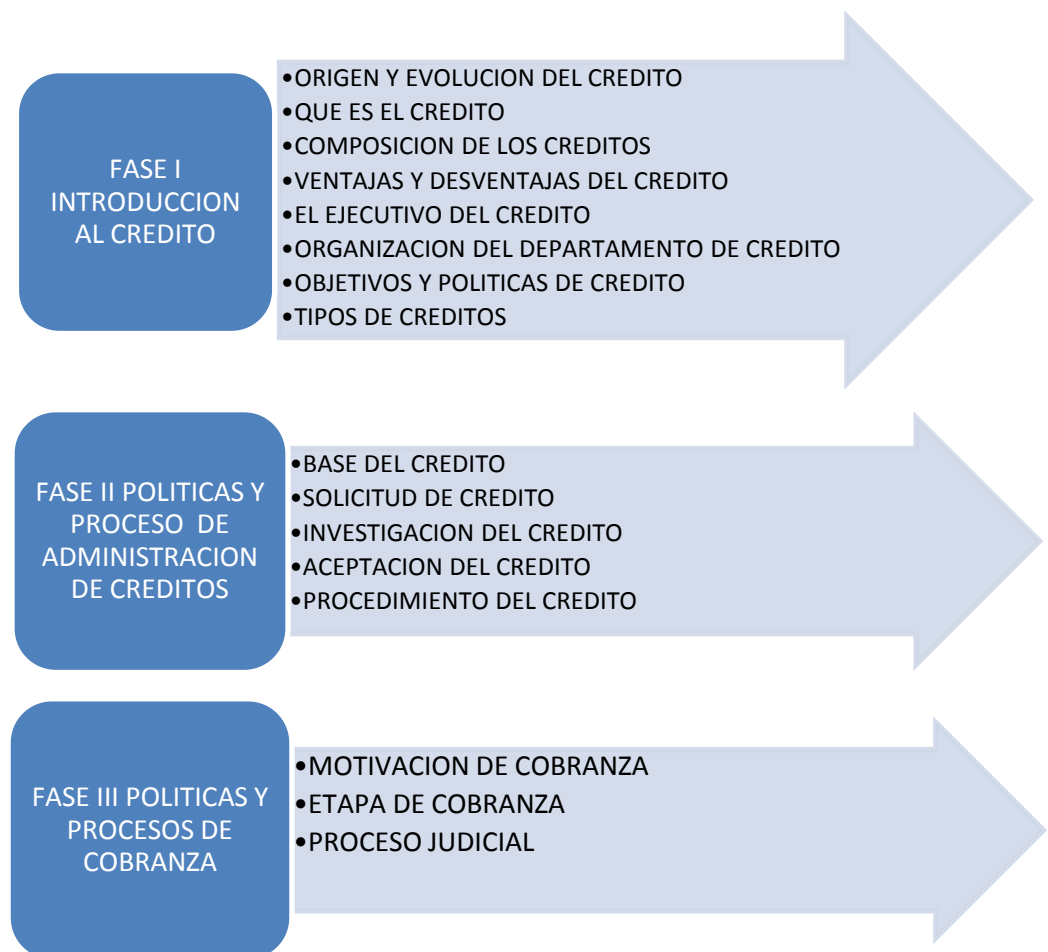 FASE I
INTRODUCCION
AL CREDITO
•ORIGEN Y EVOLUCION DEL CREDITO
•QUE ES EL CREDITO
•COMPOSICION DE LOS CREDITOS
•VENTAJAS Y DESVENTAJAS DEL CREDITO
•EL EJECUTIVO DEL CREDITO
•ORGANIZACION DEL DEPARTAMENTO DE CREDITO
•OBJETIVOS Y POLITICAS DE CREDITO
•TIPOS DE CREDITOS
FASE II POLITICAS Y
PROCESO DE
ADMINISTRACION
DE CREDITOS
•BASE DEL CREDITO
•SOLICITUD DE CREDITO
•INVESTIGACION DEL CREDITO
•ACEPTACION DEL CREDITO
•PROCEDIMIENTO DEL CREDITO
FASE III POLITICAS Y
PROCESOS DE
COBRANZA
•MOTIVACION DE COBRANZA
•ETAPA DE COBRANZA
•PROCESO JUDICIAL